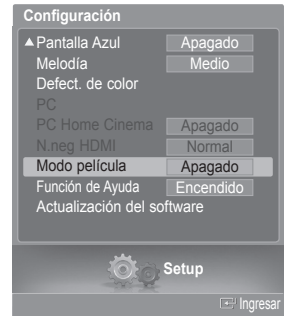 Configuración
▲Pantalla Azul Apagado
Melodía Medio
Defect. de color
PC
PC Home Cinema Apagado
N.neg HDMI Normal
Modo película Apagado
Función de Ayuda Encendido
Actualización del software
Setup
Ingresar